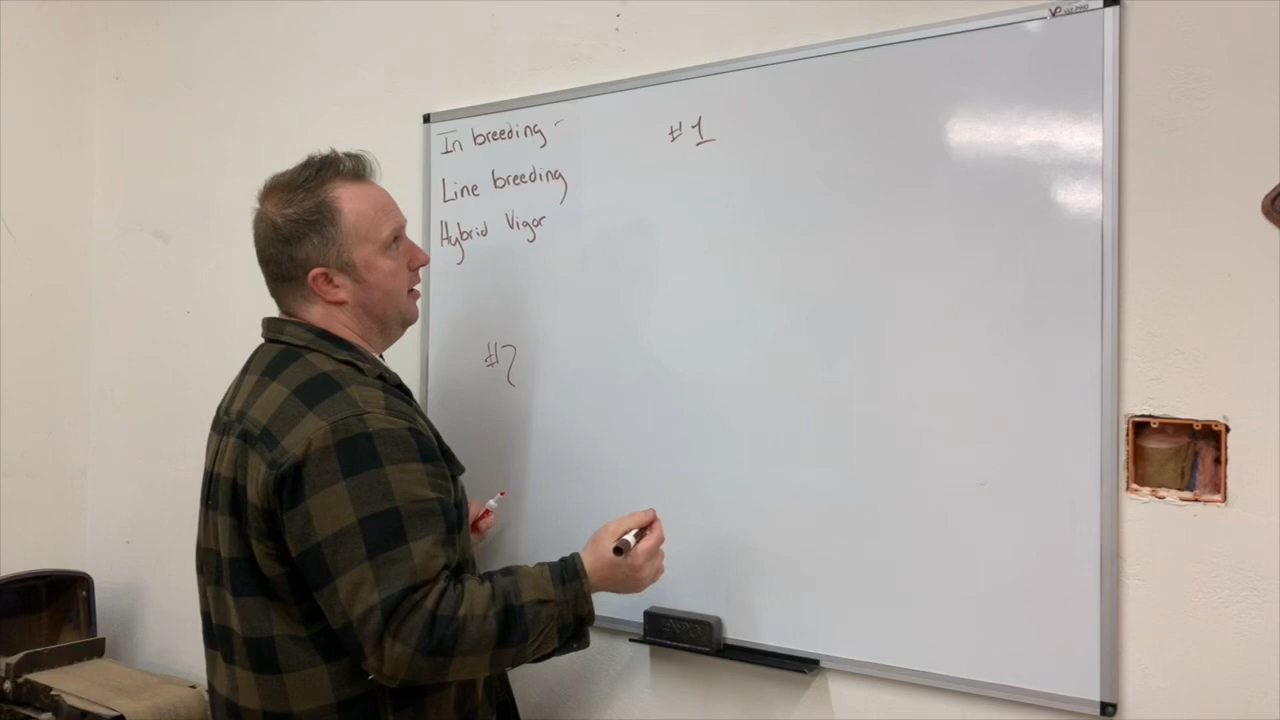 In breeding -
Line breeding
Hybrid Vigor
#1
#2